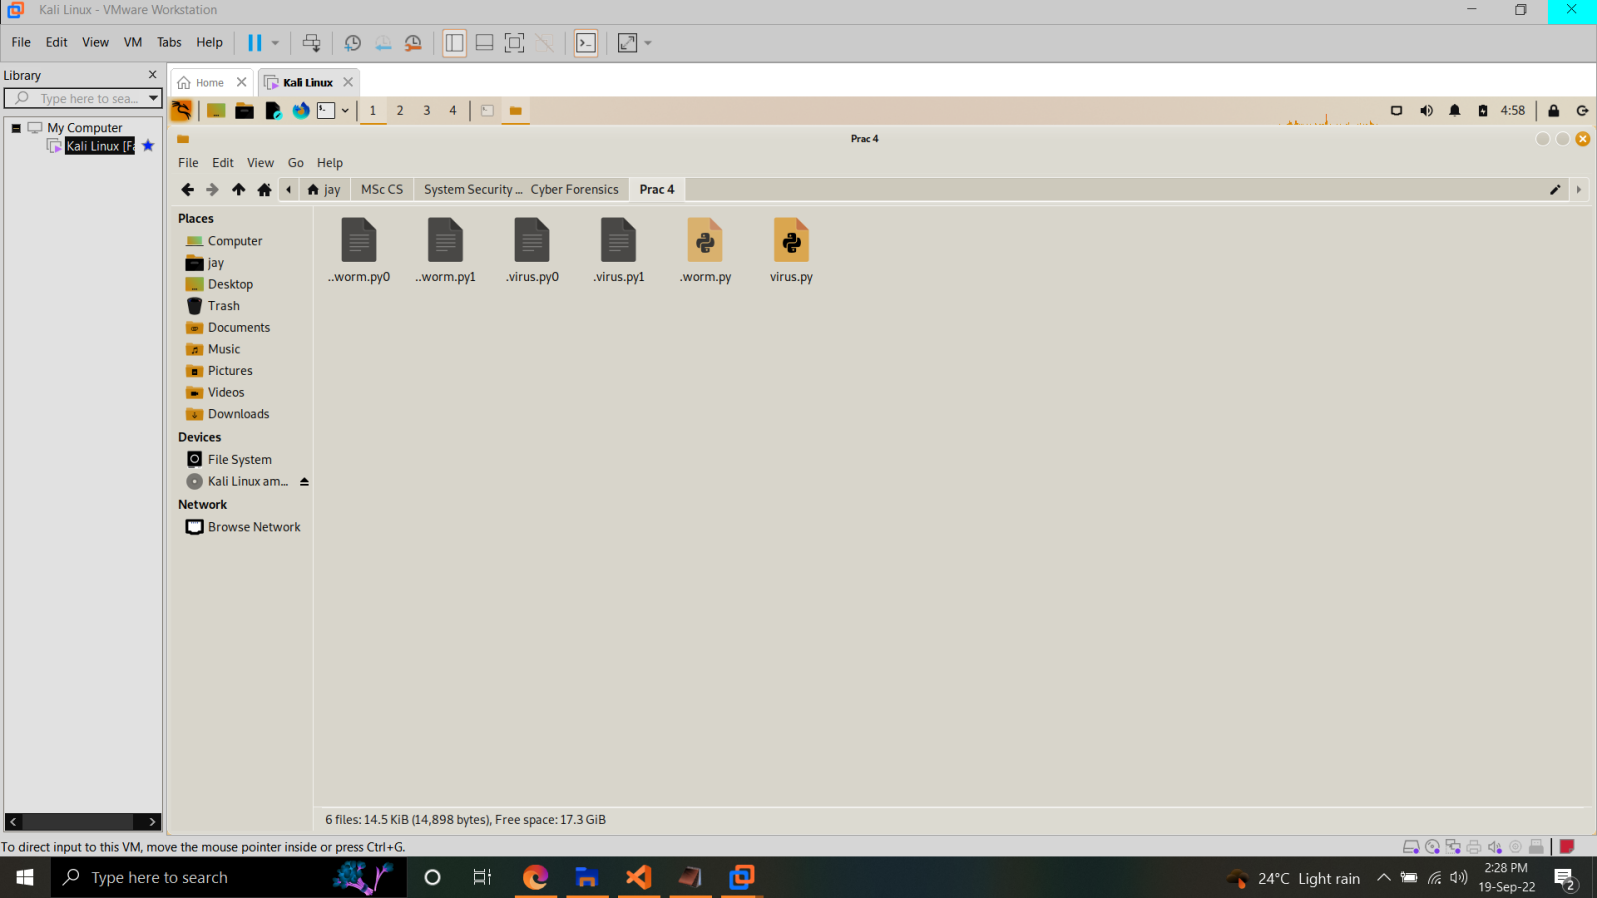 Kali Linux - VMware Workstation
File Edit View VM Tabs Help
Library
Type here to sea...
My Computer
Kali Linux [Fa
Home
Kali Linux
1 2 3 4
4:58
Prac 4
File Edit View Go Help
jay MSc CS System Security ... Cyber Forensics Prac 4
Places
Computer
jay
Desktop
Trash
Documents
Music
Pictures
Videos
Downloads
Devices
File System
Kali Linux am...
Network
Browse Network
..worm.py0 ..worm.py1 .virus.py0 .virus.py1 .worm.py virus.py
6 files: 14.5 KiB (14,898 bytes), Free space: 17.3 GiB
To direct input to this VM, move the mouse pointer inside or press Ctrl+G.
Type here to search
24°C Light rain
2:28 PM
19-Sep-22
2